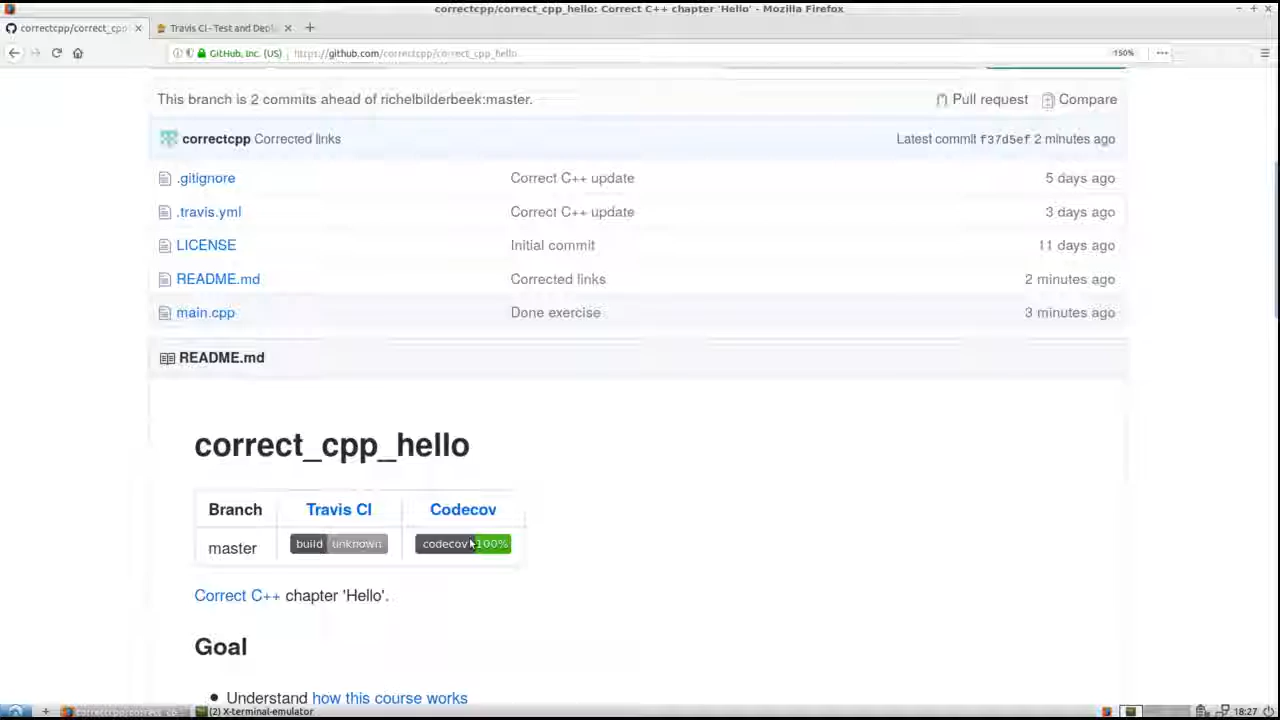 correctcpp/correct_cpp_hello: Correct C++ chapter 'Hello' - Mozilla Firefox
correctcpp/correct_cpp
Travis CI - Test and Depl
GitHub, Inc. (US)
https://github.com/correctcpp/correct_cpp_hello
150%
This branch is 2 commits ahead of richelbilderbeek:master.
Pull request
Compare
correctcpp Corrected links
Latest commit f37d5ef 2 minutes ago
.gitignore
Correct C++ update
5 days ago
.travis.yml
Correct C++ update
3 days ago
LICENSE
Initial commit
11 days ago
README.md
Corrected links
2 minutes ago
main.cpp
Done exercise
3 minutes ago
README.md
correct_cpp_hello
Branch
Travis CI
Codecov
master
build unknown
codecov 100%
Correct C++ chapter 'Hello'.
Goal
• Understand how this course works
correctcpp/correct_co
(2) X-terminal-emulator
18:27